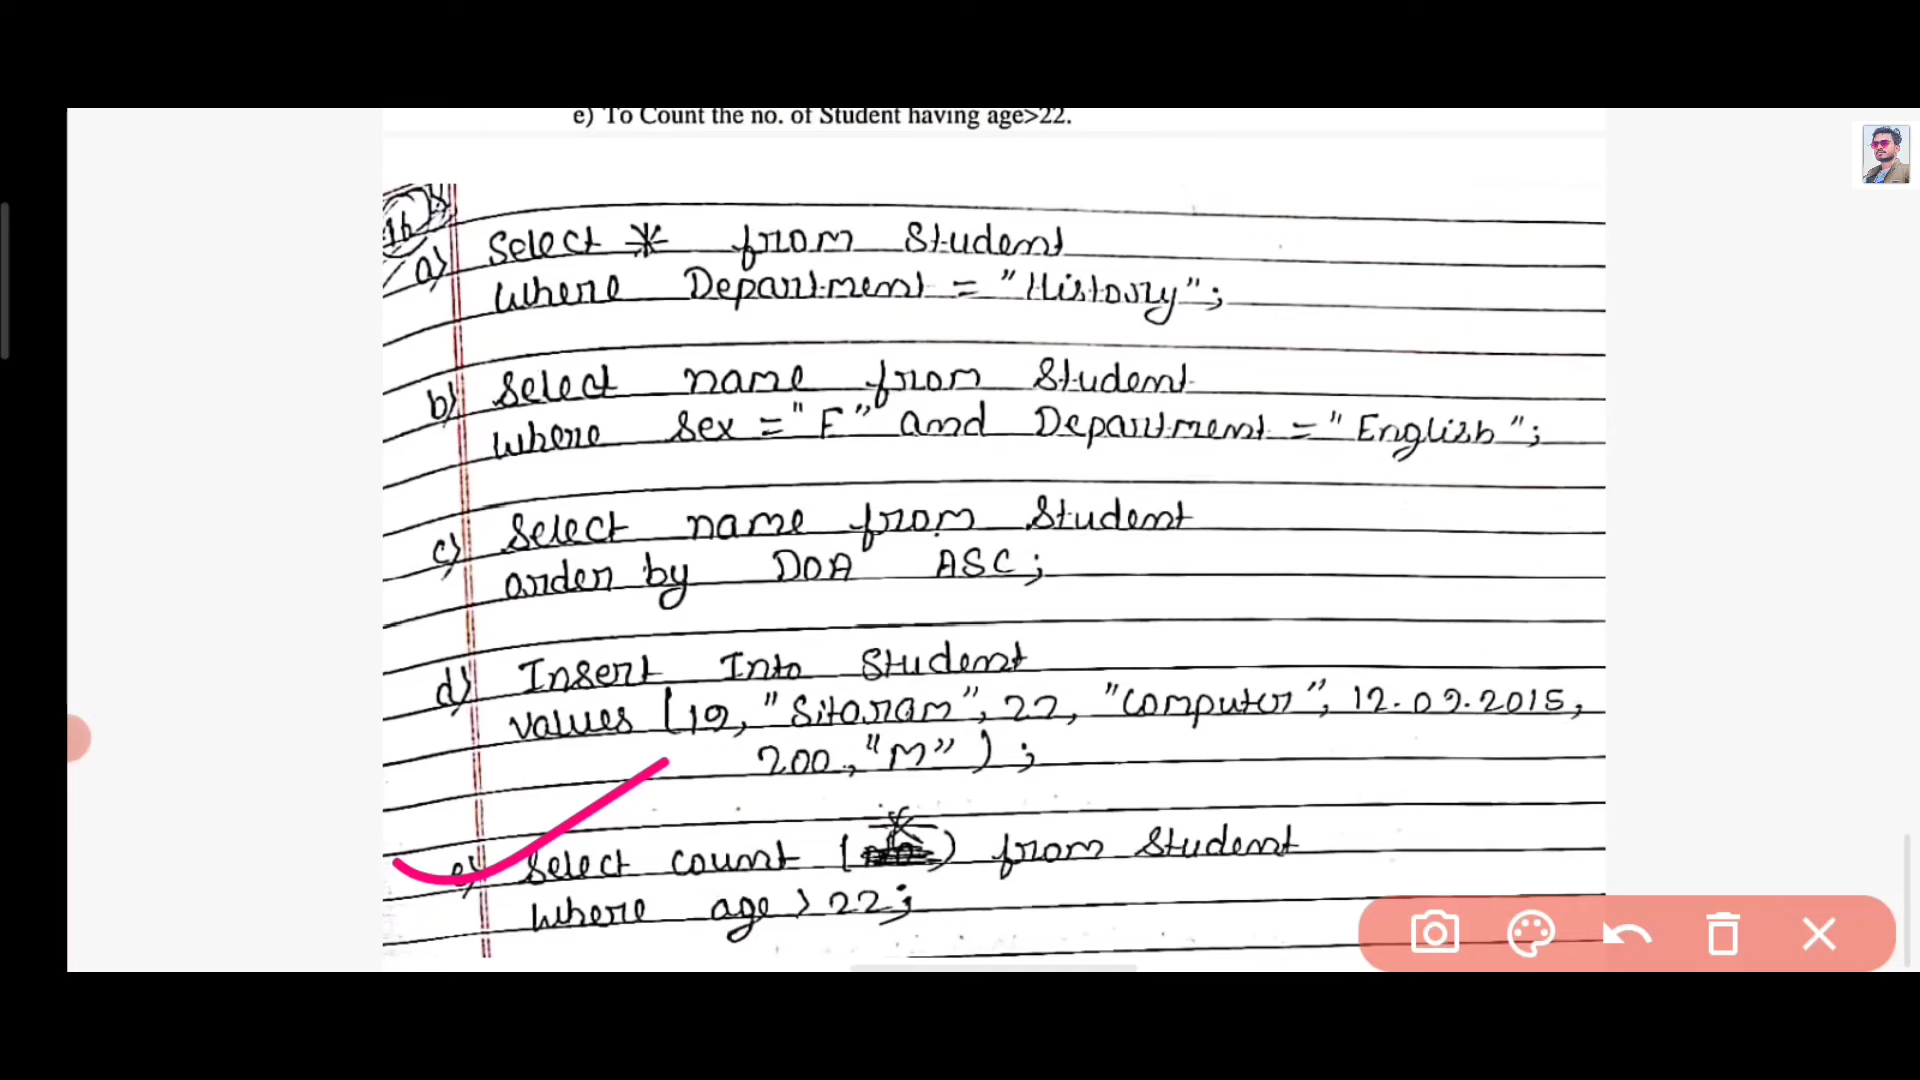 e) To Count the no. of Student having age>22.
16
a) Select * from Student
where Department = "History";
b) Select name from Student
where Sex = "F" and Department = "English";
c) Select name from Student
order by DOA ASC;
d) Insert Into Student
values (19, "Sitaram", 22, "Computer", 12.09.2015,
200, "M");
e) Select count (*) from Student
where age > 22;